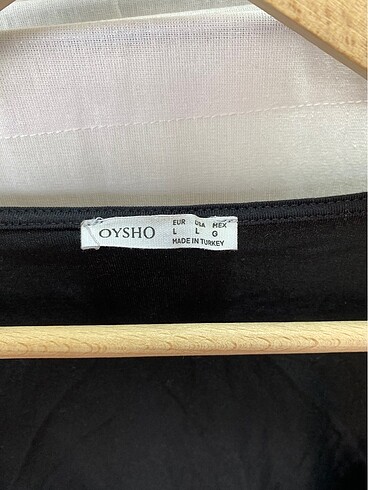 OYSHO
EUR USA MEX
L L G
MADE IN TURKEY